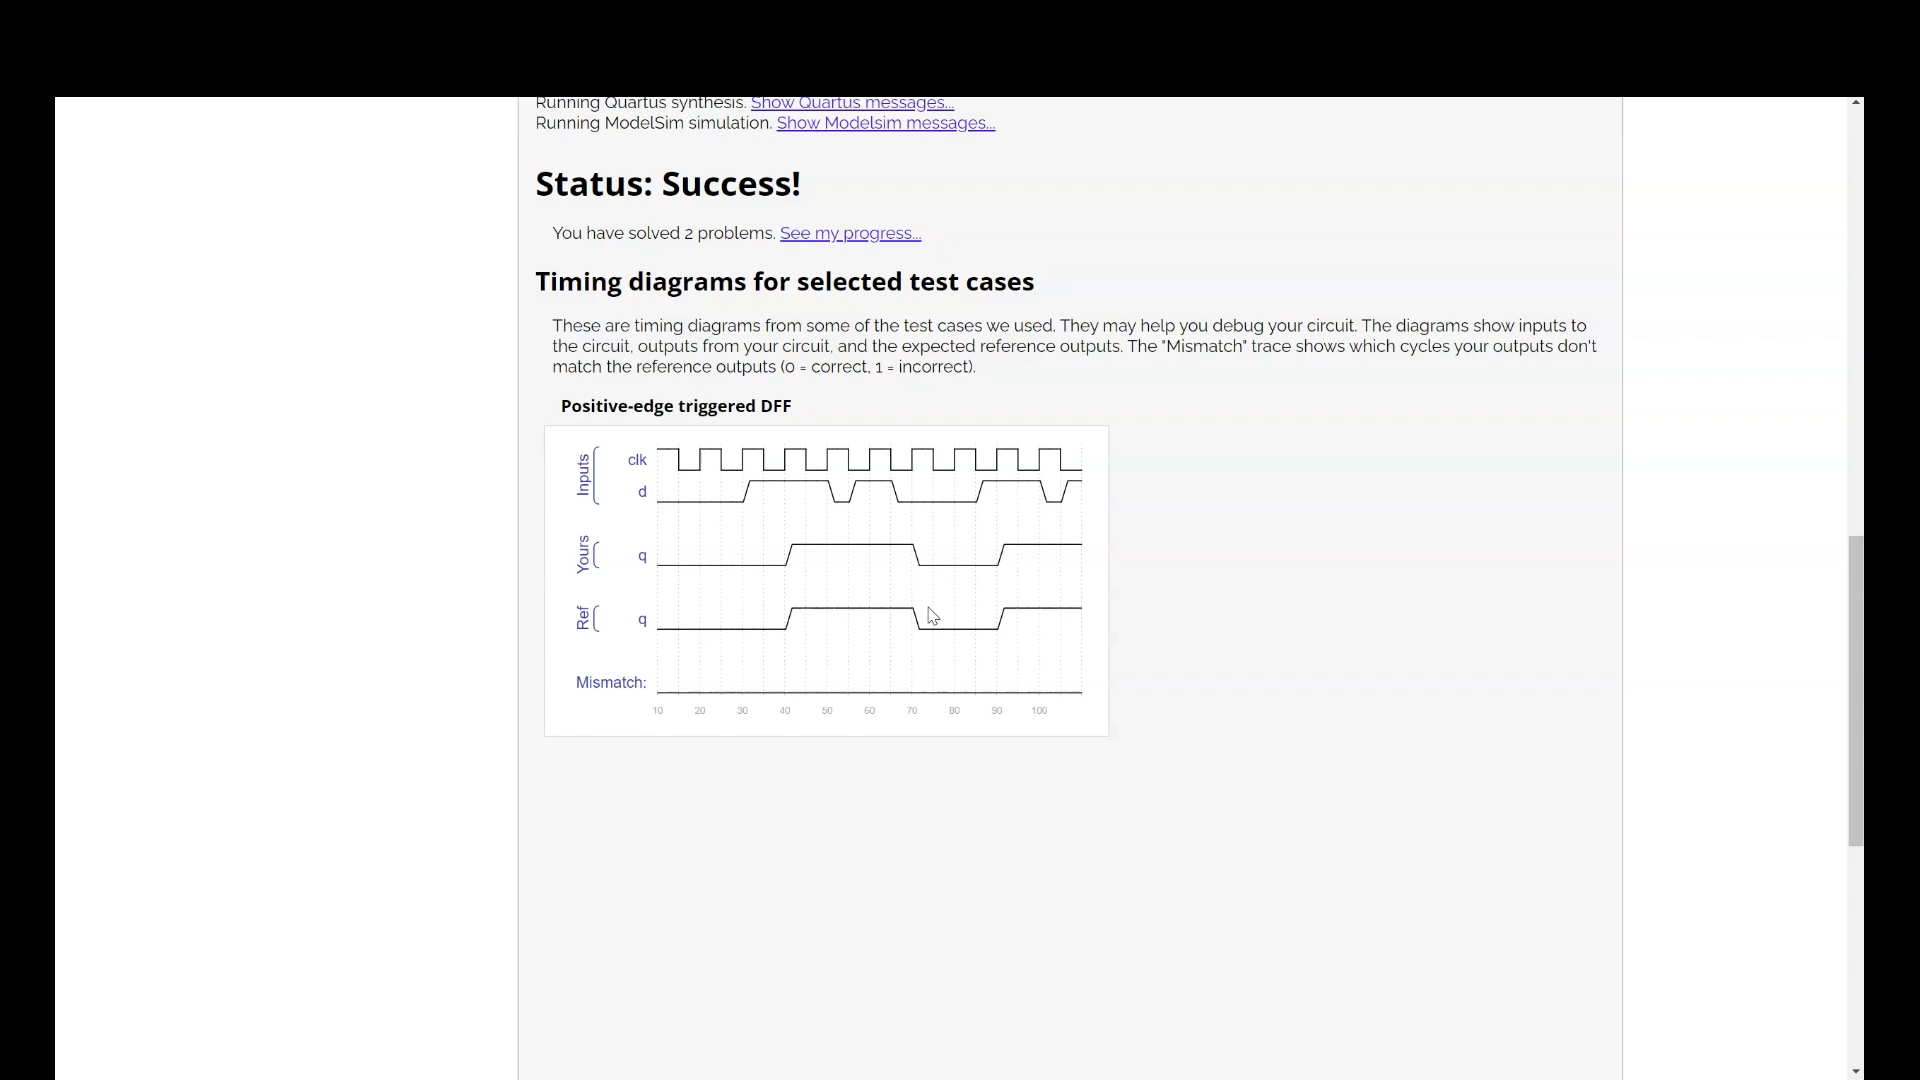 Running Quartus synthesis. Show Quartus messages...
Running ModelSim simulation. Show Modelsim messages...
Status: Success!
You have solved 2 problems. See my progress...
Timing diagrams for selected test cases
These are timing diagrams from some of the test cases we used. They may help you debug your circuit. The diagrams show inputs to
the circuit, outputs from your circuit, and the expected reference outputs. The "Mismatch" trace shows which cycles your outputs don't
match the reference outputs (0 = correct, 1 = incorrect).
Positive-edge triggered DFF
Inputs
clk
d
Yours
q
Ref
q
Mismatch:
10 20 30 40 50 60 70 80 90 100